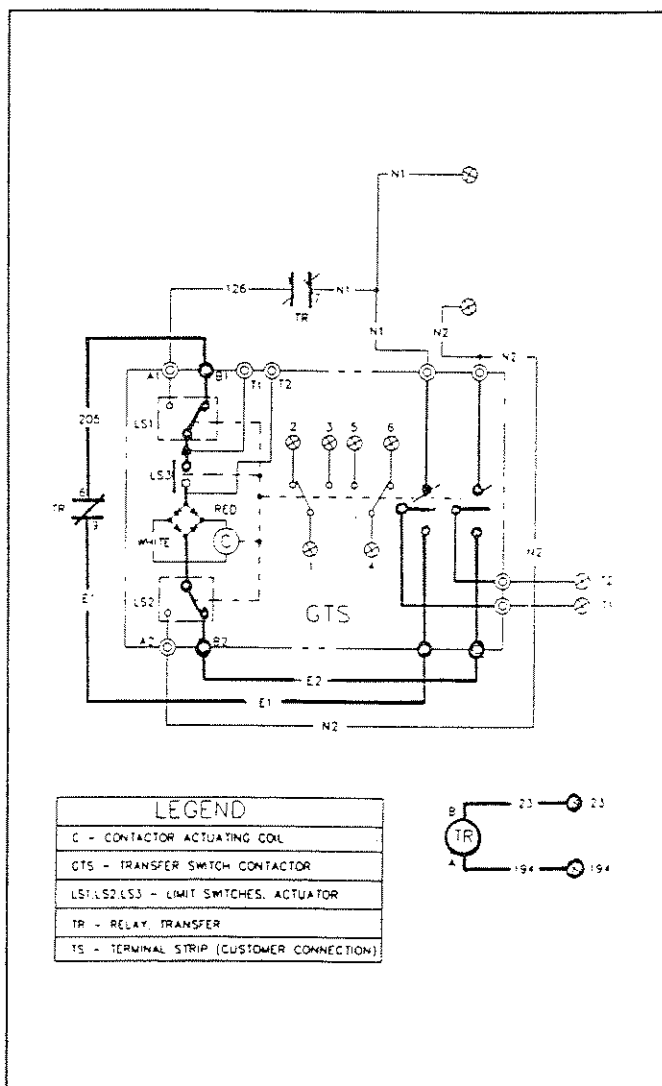 N1
126
7
N1
TR
N1
N2
N2
A1
B1
T1
T2
205
LS1
2
3
5
6
LS3
6
TR
9
RED
WHITE
C
1
4
N2
E1
LS2
GTS
T2
T1
A2
B2
E2
E1
N2
LEGEND
C - CONTACTOR ACTUATING COIL
GTS - TRANSFER SWITCH CONTACTOR
LS1,LS2,LS3 - LIMIT SWITCHES, ACTUATOR
TR - RELAY, TRANSFER
TS - TERMINAL STRIP (CUSTOMER CONNECTION)
B
23
23
TR
A
194
194